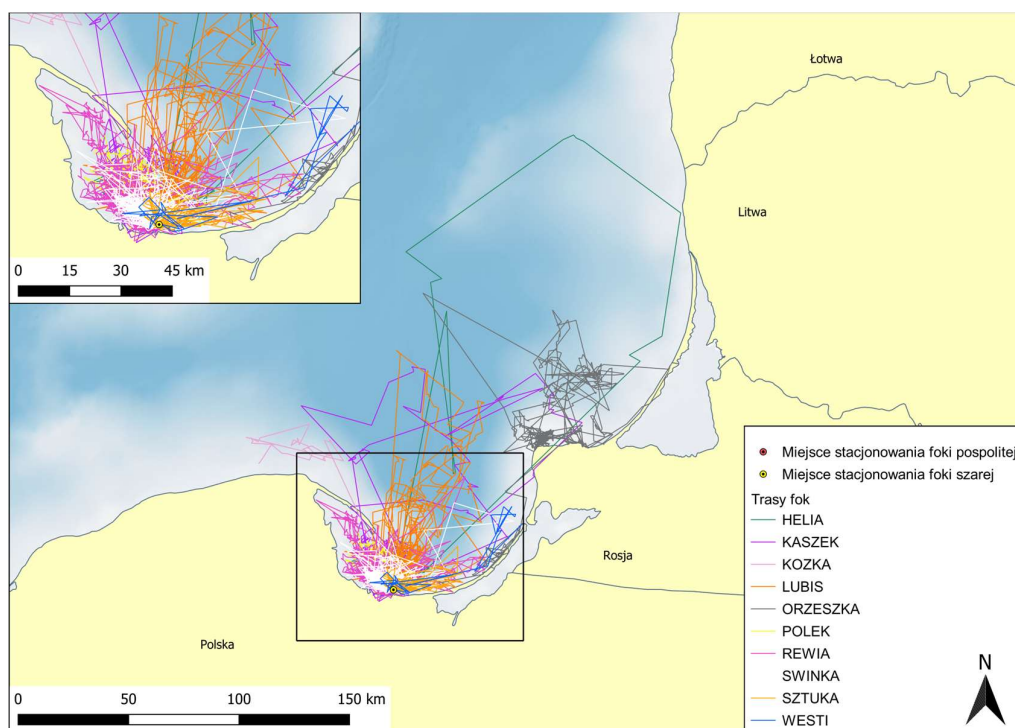 Łotwa
Litwa
0 15 30 45 km
Rosja
Polska
0 50 100 150 km
Miejsce stacjonowania foki pospolitej
Miejsce stacjonowania foki szarej
Trasy fok
HELIA
KASZEK
KOZKA
LUBIS
ORZESZKA
POLEK
REWIA
SWINKA
SZTUKA
WESTI
N